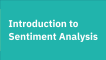 Introduction to
Sentiment Analysis